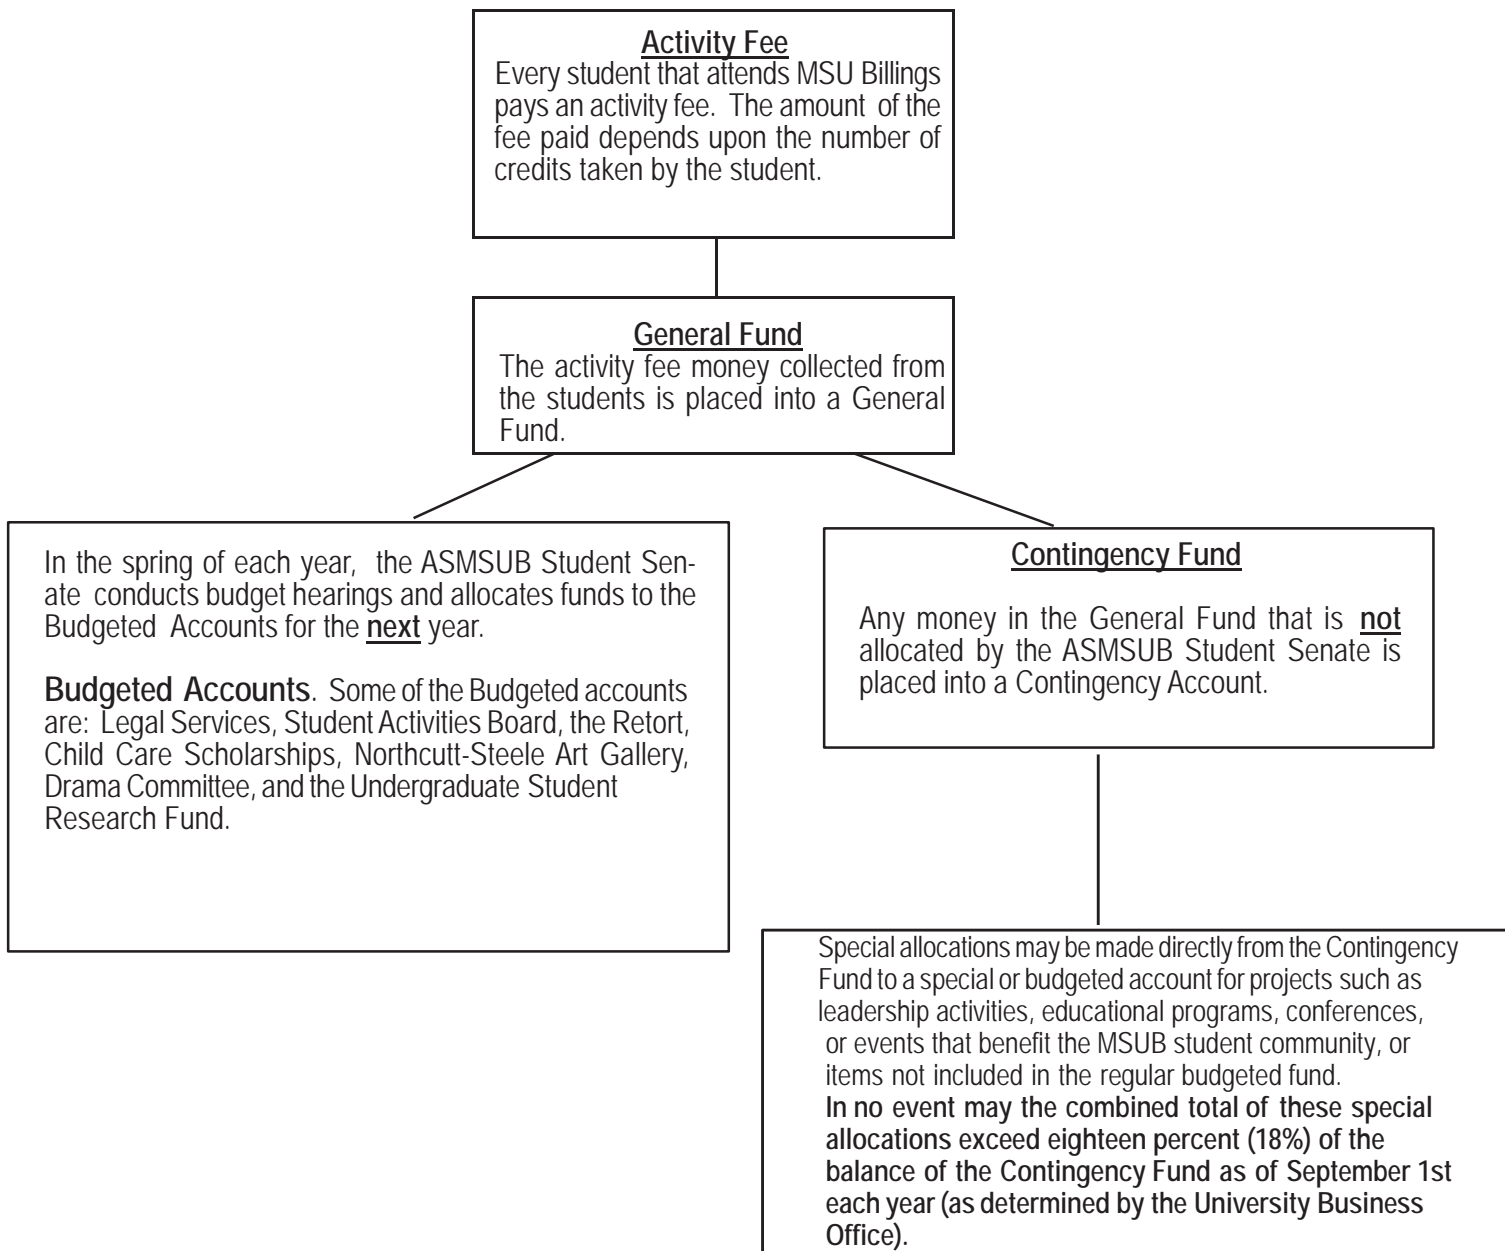 Activity Fee
Every student that attends MSU Billings
pays an activity fee. The amount of the
fee paid depends upon the number of
credits taken by the student.
General Fund
The activity fee money collected from
the students is placed into a General
Fund.
In the spring of each year, the ASMSUB Student Sen-
ate conducts budget hearings and allocates funds to the
Budgeted Accounts for the next year.
Budgeted Accounts. Some of the Budgeted accounts
are: Legal Services, Student Activities Board, the Retort,
Child Care Scholarships, Northcutt-Steele Art Gallery,
Drama Committee, and the Undergraduate Student
Research Fund.
Contingency Fund
Any money in the General Fund that is not
allocated by the ASMSUB Student Senate is
placed into a Contingency Account.
Special allocations may be made directly from the Contingency
Fund to a special or budgeted account for projects such as
leadership activities, educational programs, conferences,
or events that benefit the MSUB student community, or
items not included in the regular budgeted fund.
In no event may the combined total of these special
allocations exceed eighteen percent (18%) of the
balance of the Contingency Fund as of September 1st
each year (as determined by the University Business
Office).